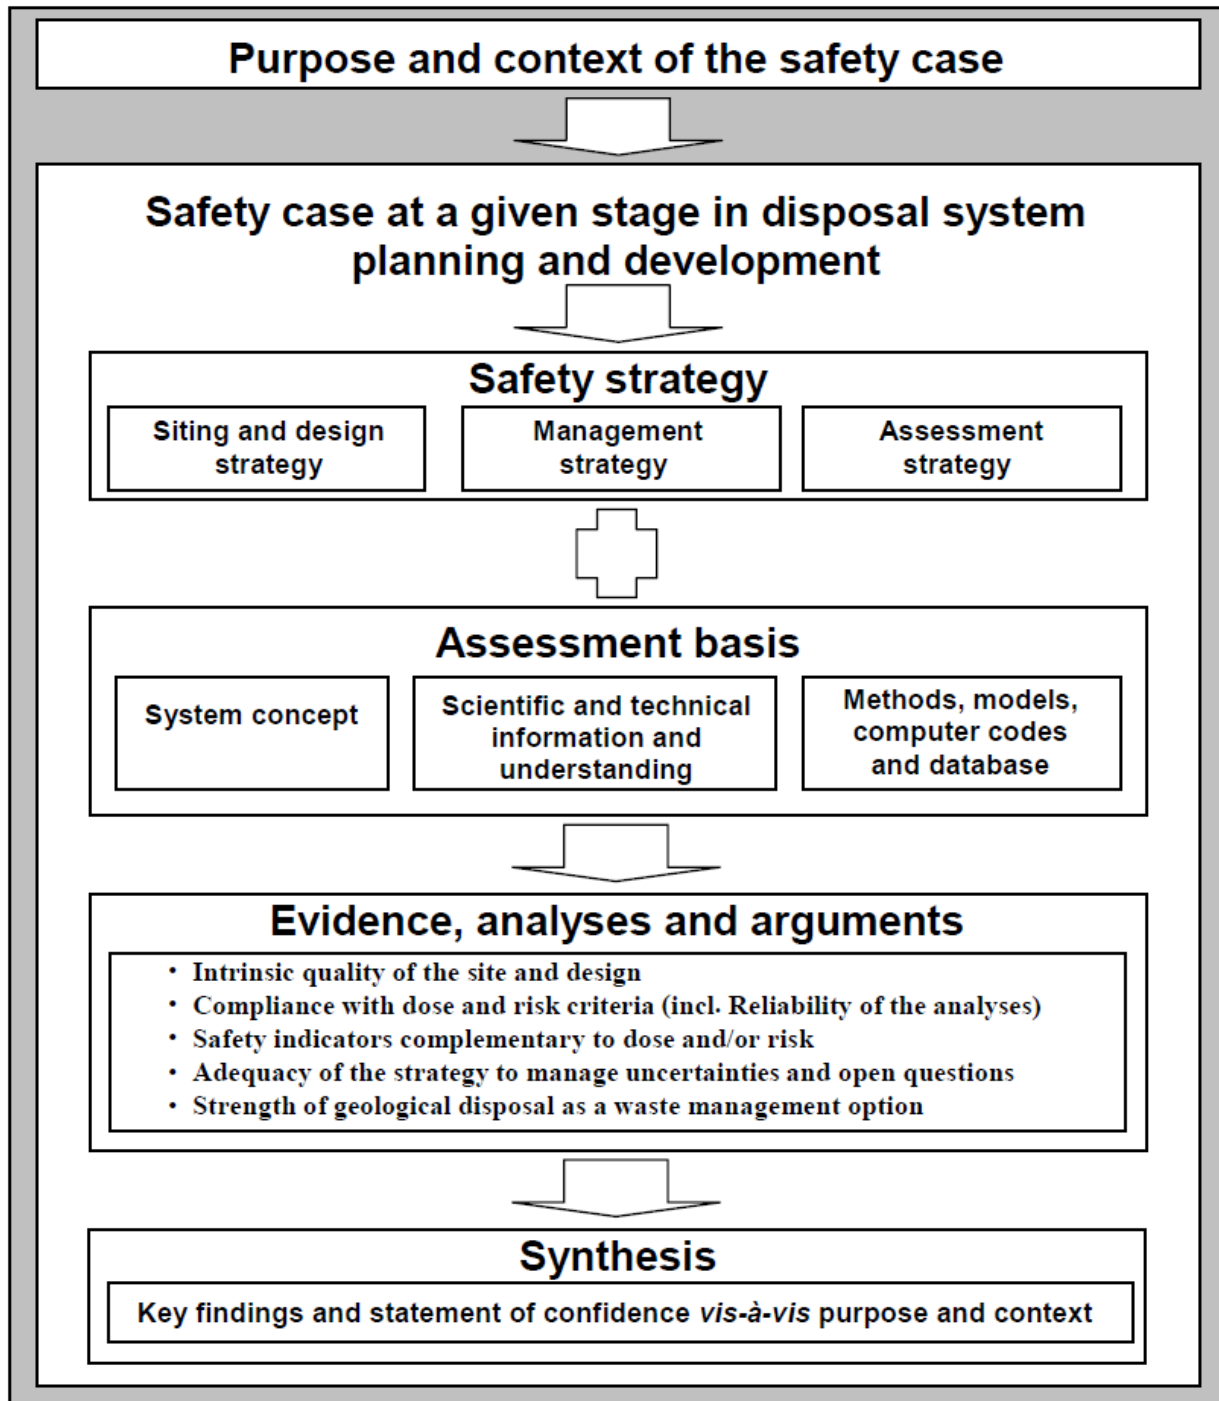 Purpose and context of the safety case
Safety case at a given stage in disposal system
planning and development
Safety strategy
Siting and design
strategy
Management
strategy
Assessment
strategy
Assessment basis
System concept
Scientific and technical
information and
understanding
Methods, models,
computer codes
and database
Evidence, analyses and arguments
• Intrinsic quality of the site and design
• Compliance with dose and risk criteria (incl. Reliability of the analyses)
• Safety indicators complementary to dose and/or risk
• Adequacy of the strategy to manage uncertainties and open questions
• Strength of geological disposal as a waste management option
Synthesis
Key findings and statement of confidence vis-à-vis purpose and context